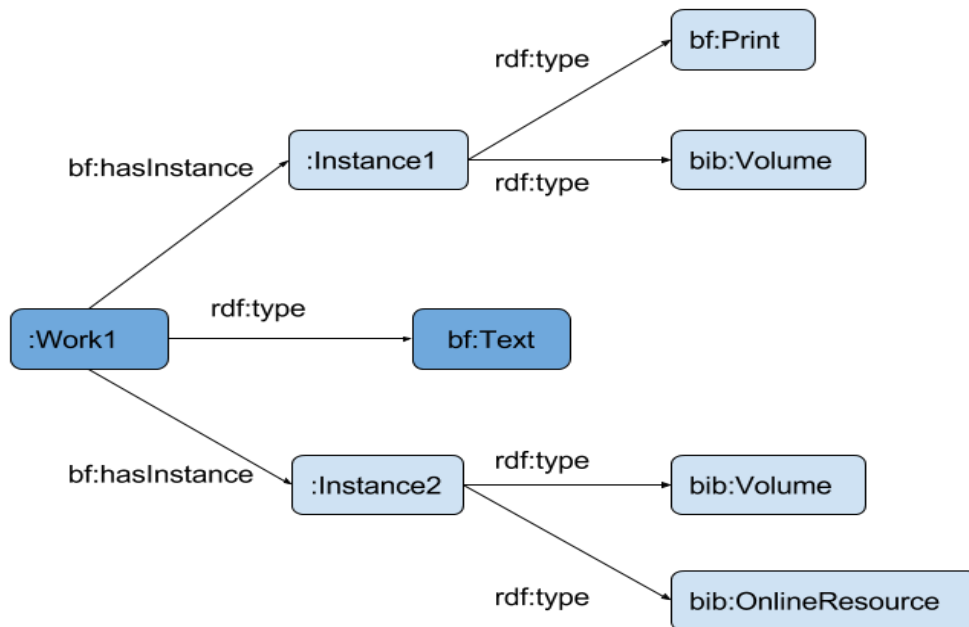 bf:Print
rdf:type
:Instance1
bib:Volume
bf:hasInstance
rdf:type
rdf:type
:Work1
bf:Text
rdf:type
bf:hasInstance
:Instance2
bib:Volume
rdf:type
bib:OnlineResource